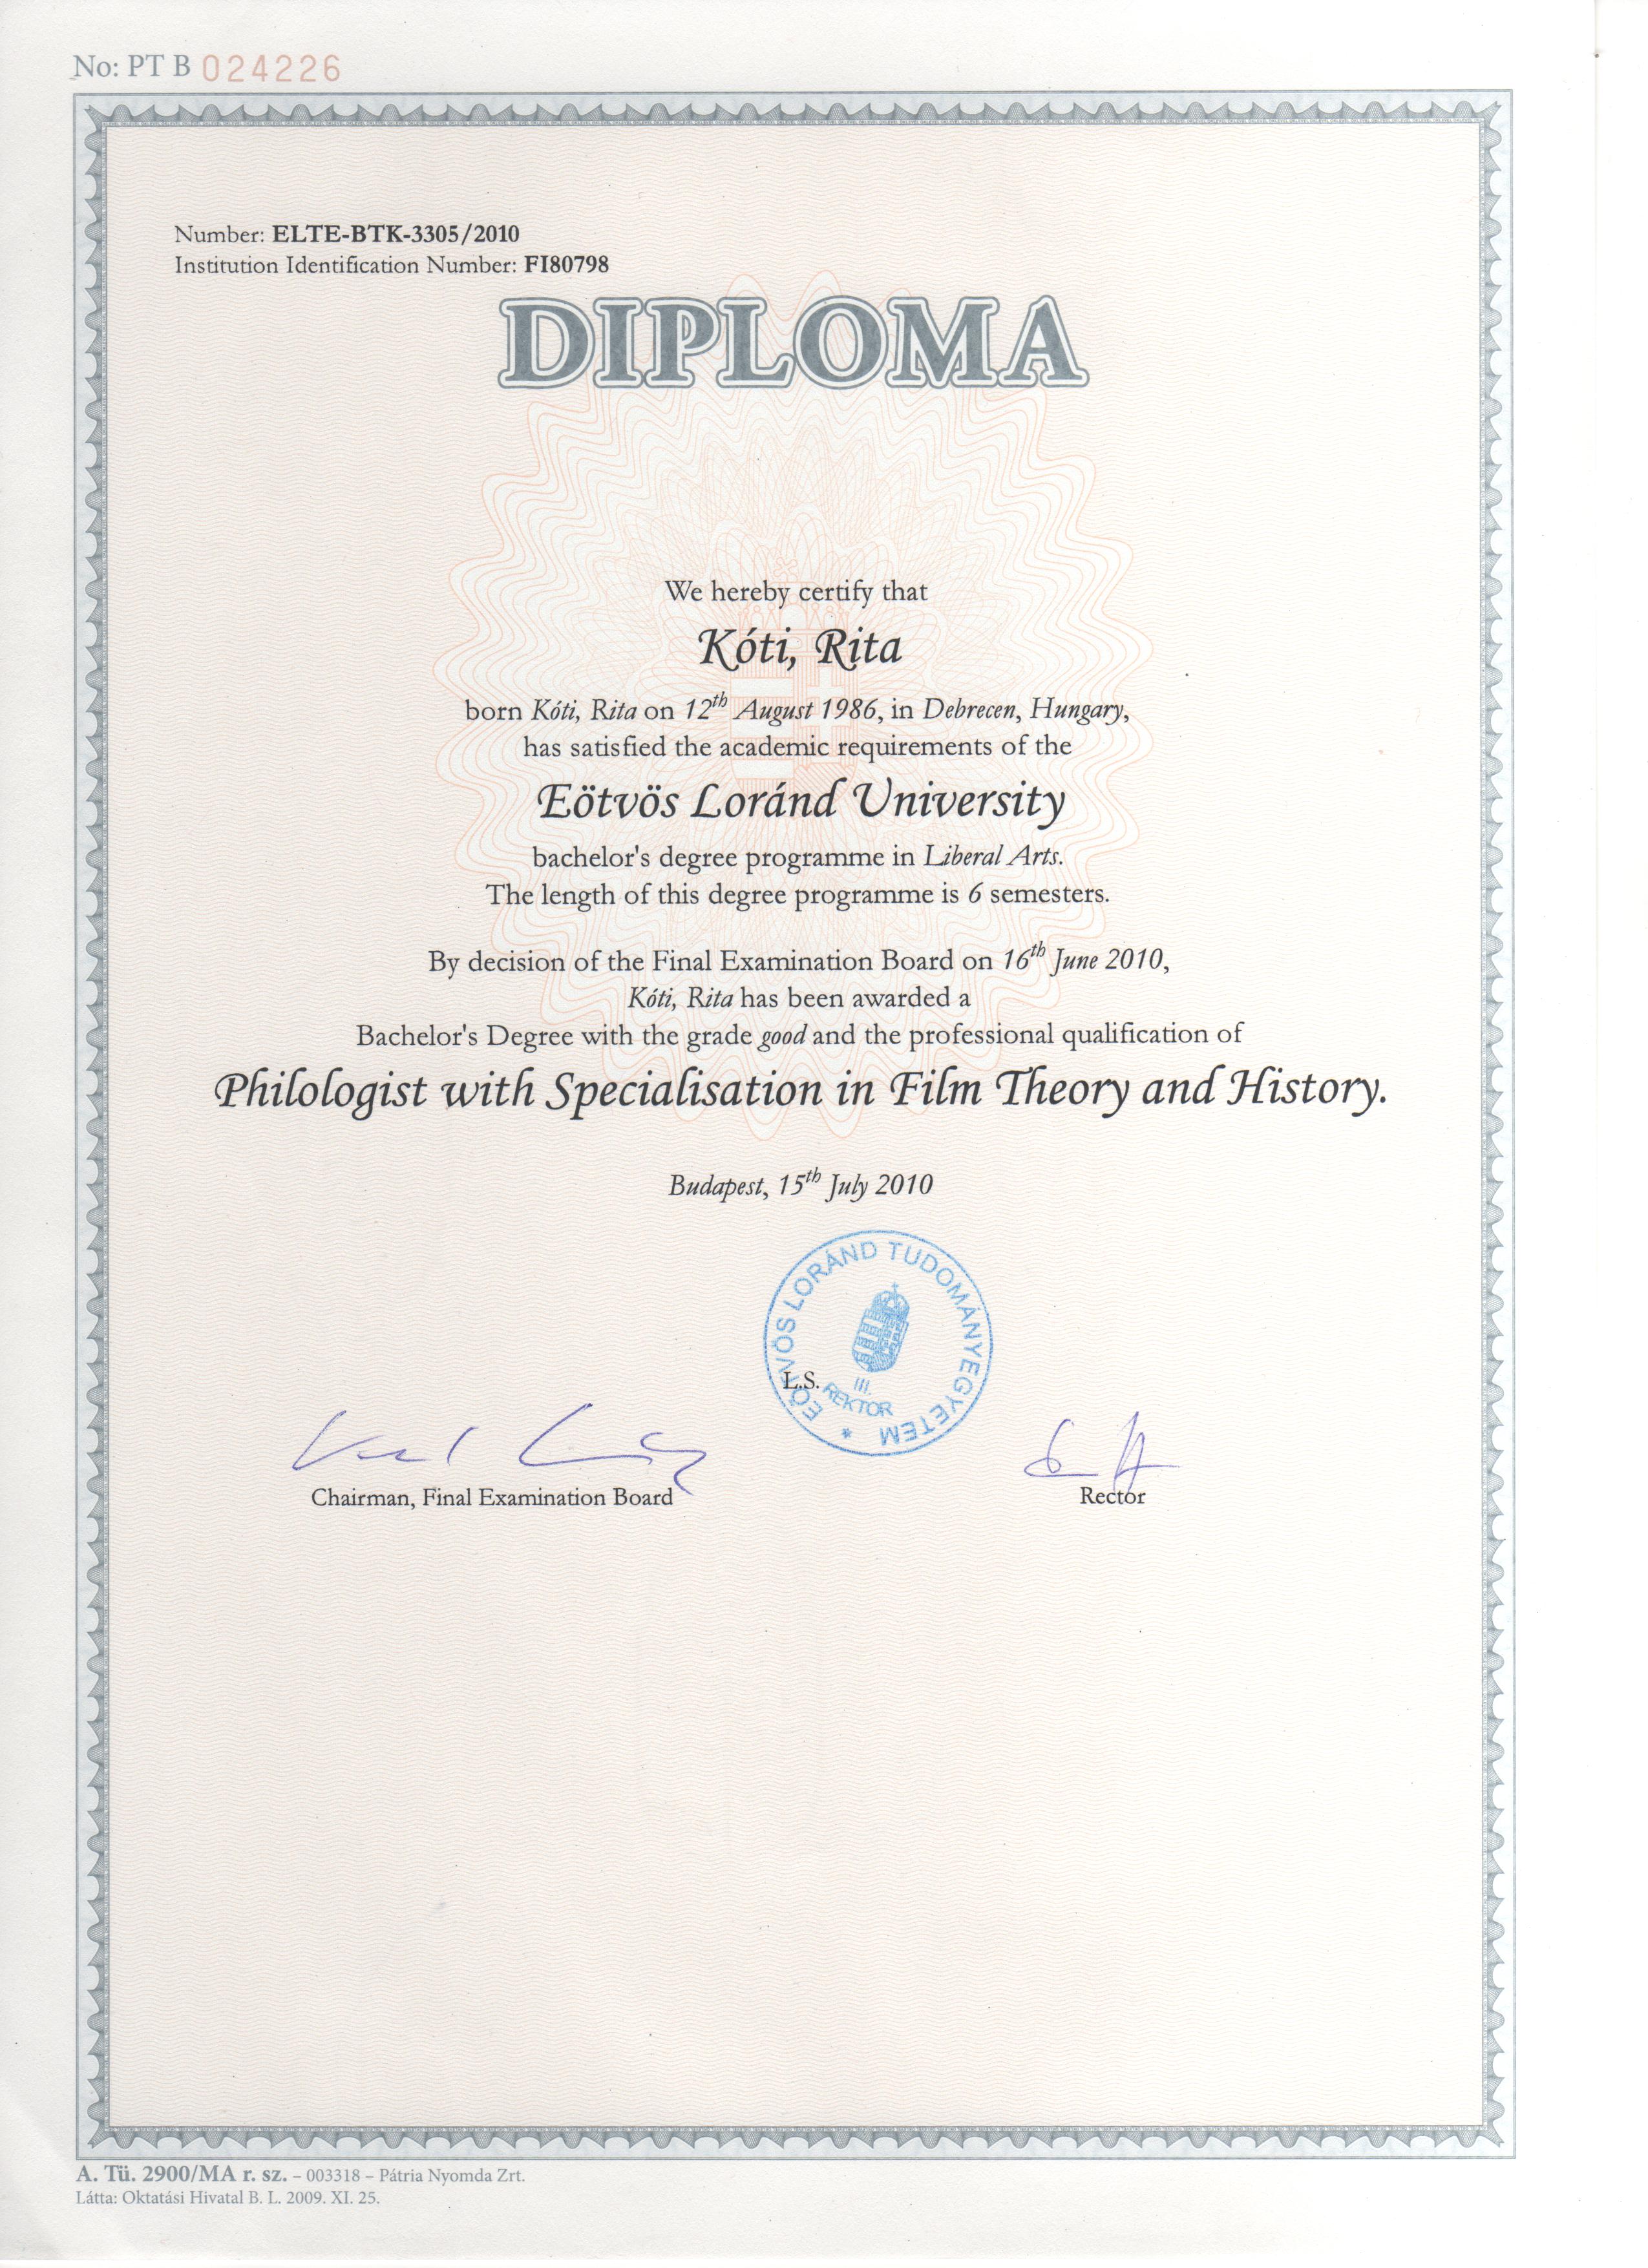 No: PT B 024226
Number: ELTE-BTK-3305/2010
Institution Identification Number: FI80798
DIPLOMA
We hereby certify that
Kóti, Rita
born Kóti, Rita on 12th August 1986, in Debrecen, Hungary,
has satisfied the academic requirements of the
Eötvös Loránd University
bachelor's degree programme in Liberal Arts.
The length of this degree programme is 6 semesters.
By decision of the Final Examination Board on 16th June 2010,
Kóti, Rita has been awarded a
Bachelor's Degree with the grade good and the professional qualification of
Philologist with Specialisation in Film Theory and History.
Budapest, 15th July 2010
EÖTVÖS LORÁND TUDOMÁNYEGYETEM *
III.
REKTOR
L.S.
Chairman, Final Examination Board
Rector
A. Tü. 2900/MA r. sz. – 003318 – Pátria Nyomda Zrt.
Látta: Oktatási Hivatal B. L. 2009. XI. 25.